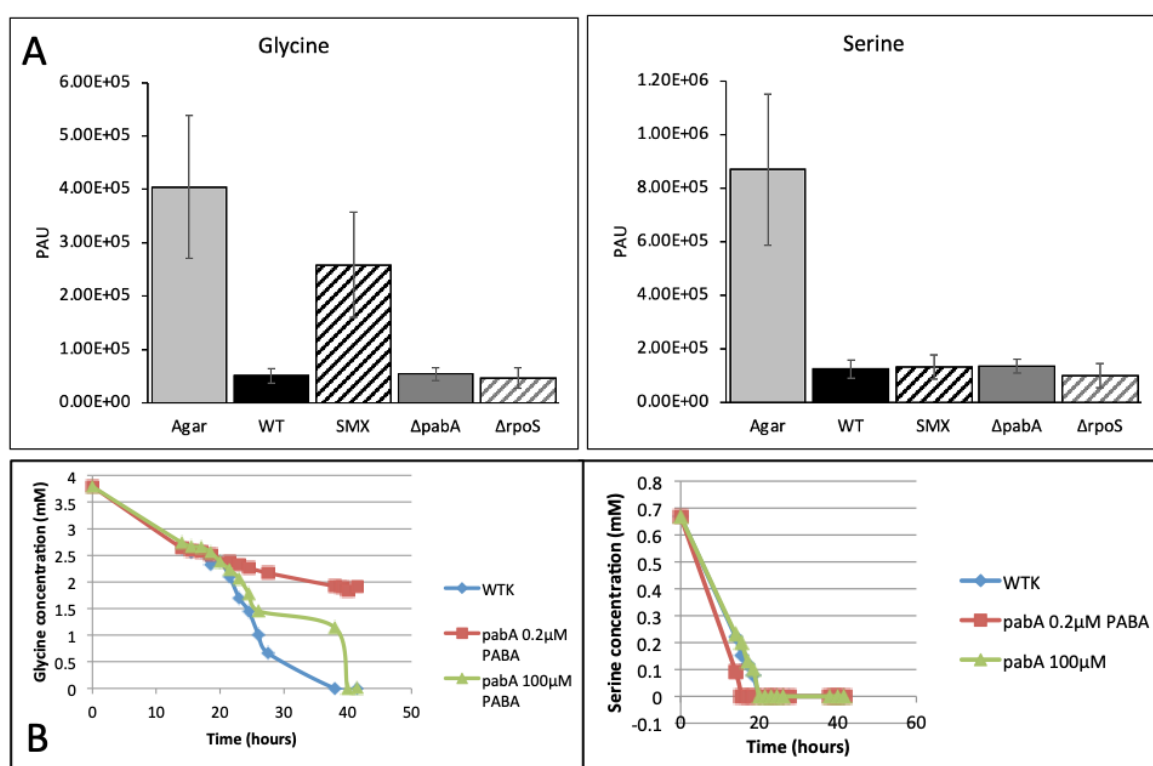 A
Glycine
6.00E+05
5.00E+05
4.00E+05
3.00E+05
2.00E+05
1.00E+05
0.00E+00
PAU
Agar WT SMX ΔpabA ΔrpoS
Serine
1.20E+06
1.00E+06
8.00E+05
6.00E+05
4.00E+05
2.00E+05
0.00E+00
PAU
Agar WT SMX ΔpabA ΔrpoS
B
Glycine concentration (mM)
4
3.5
3
2.5
2
1.5
1
0.5
0
0 10 20 30 40 50
Time (hours)
WTK
pabA 0.2µM
PABA
pabA 100µM
PABA
Serine concentration (mM)
0.8
0.7
0.6
0.5
0.4
0.3
0.2
0.1
0
-0.1
0 20 40 60
Time (hours)
WTK
pabA 0.2µM PABA
pabA 100µM